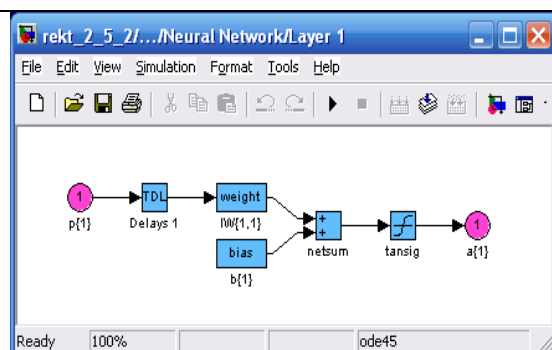 rekt_2_5_2/.../Neural Network/Layer 1
File Edit View Simulation Format Tools Help
1 TDL weight + + 1
p{1} Delays 1 IW{1,1} netsum tansig a{1}
bias
b{1}
Ready 100% ode45